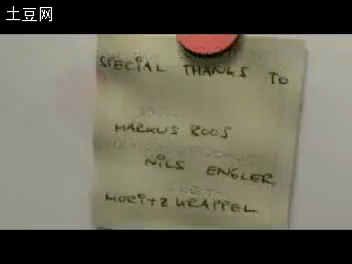 土豆网
SPECIAL THANKS TO
MARKUS ROOS
NILS ENGLER
MORITZ KRAPPEL